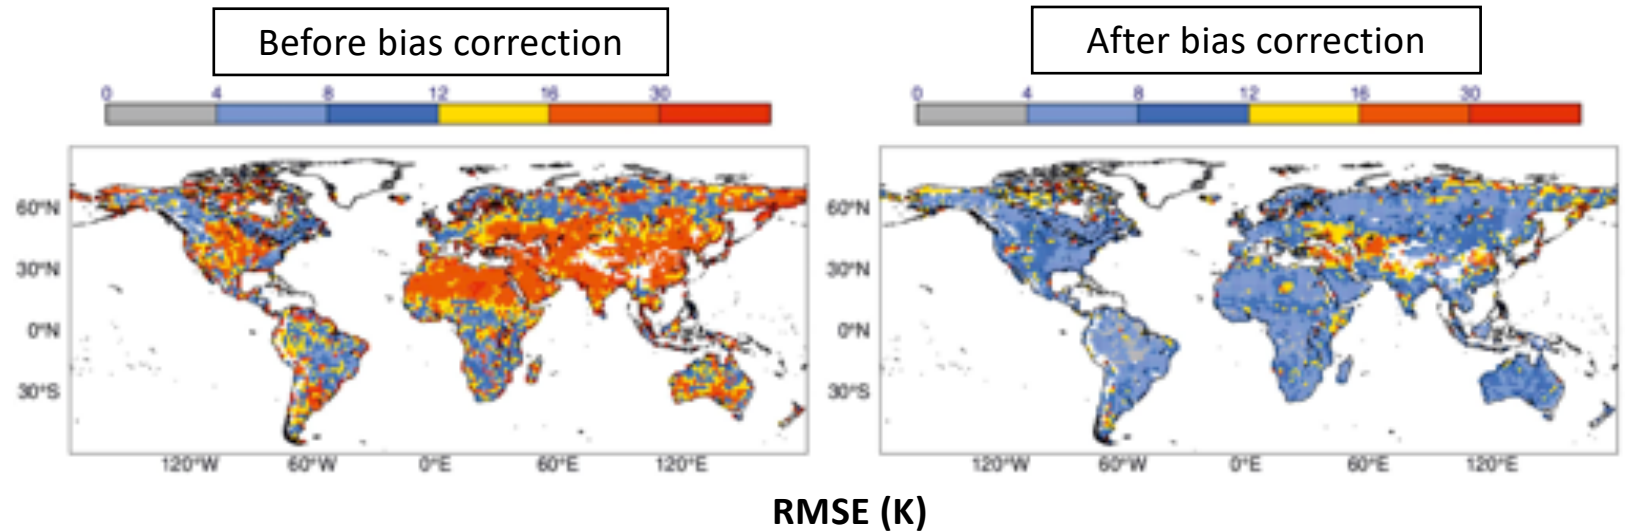 Before bias correction
After bias correction
0 4 8 12 16 30
0 4 8 12 16 30
60°N
30°N
0°N
30°S
60°N
30°N
0°N
30°S
120°W 60°W 0°E 60°E 120°E
120°W 60°W 0°E 60°E 120°E
RMSE (K)